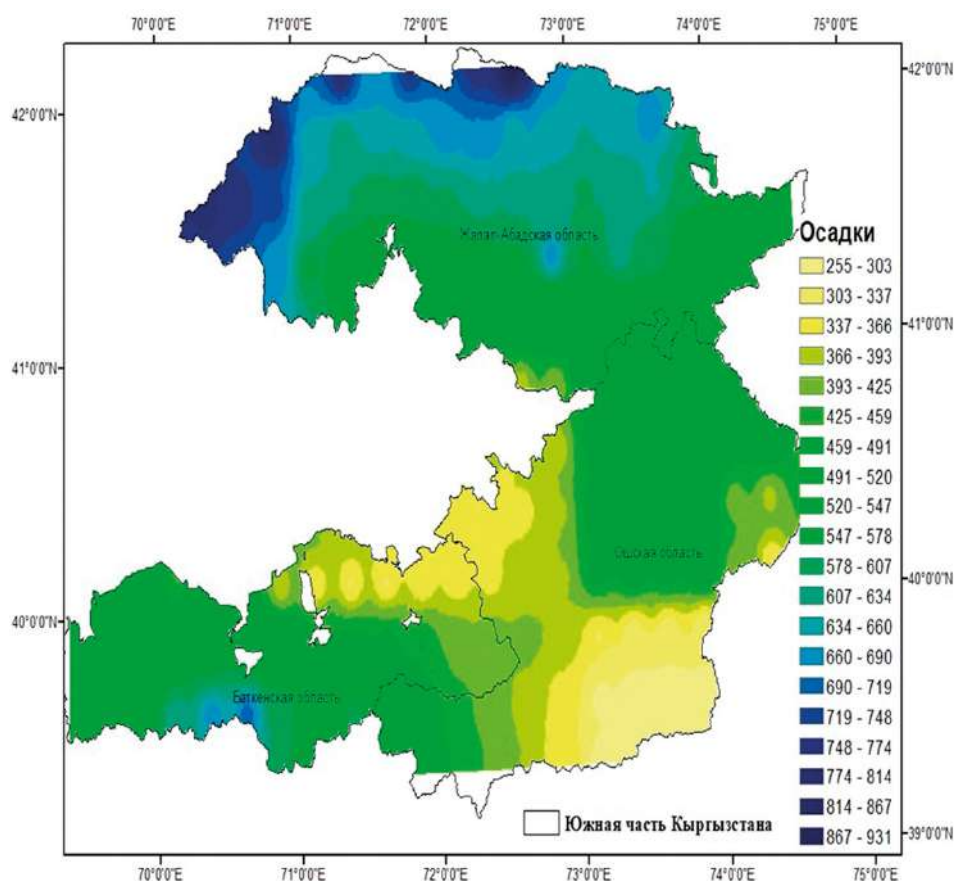 70°0'0"E 71°0'0"E 72°0'0"E 73°0'0"E 74°0'0"E 75°0'0"E
42°0'0"N
42°0'0"N
Жалал-Абадская область
Осадки
255 - 303
303 - 337
337 - 366
366 - 393
393 - 425
425 - 459
459 - 491
491 - 520
520 - 547
547 - 578
578 - 607
607 - 634
634 - 660
660 - 690
690 - 719
719 - 748
748 - 774
774 - 814
814 - 867
867 - 931
41°0'0"N
41°0'0"N
Ошская область
40°0'0"N
40°0'0"N
Баткенская область
Южная часть Кыргызстана
39°0'0"N
70°0'0"E 71°0'0"E 72°0'0"E 73°0'0"E 74°0'0"E 75°0'0"E